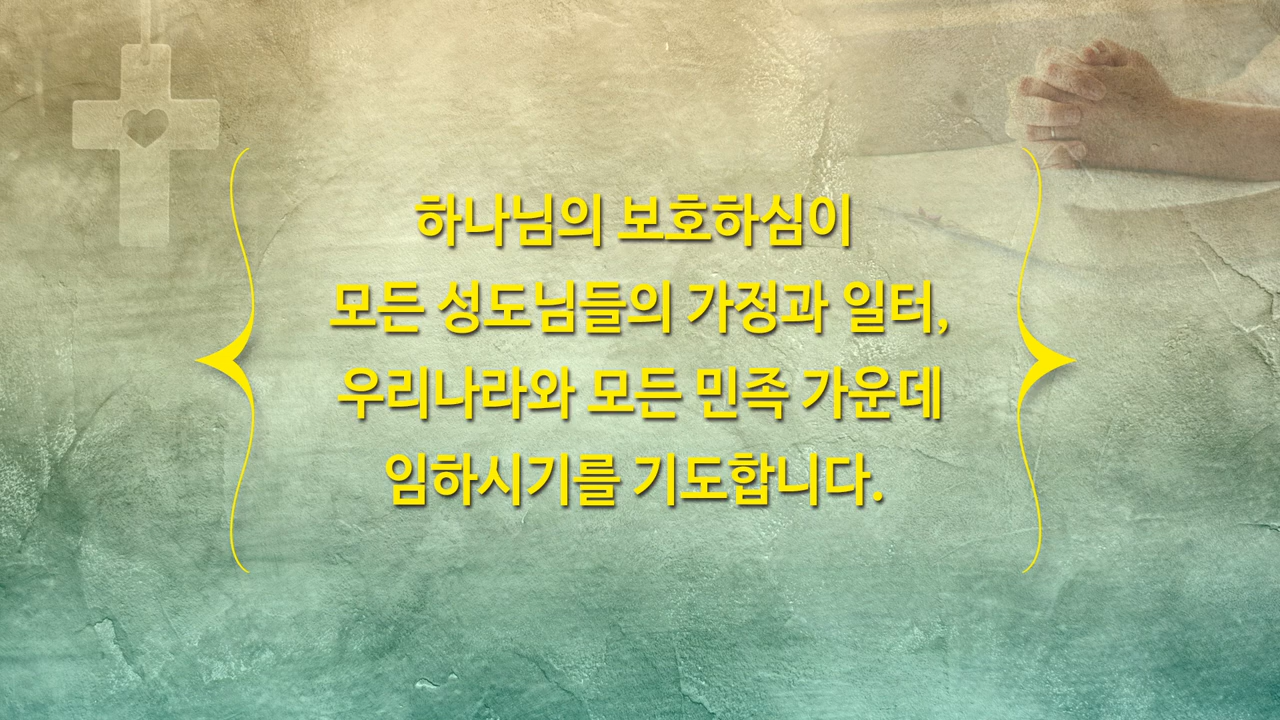 하나님의 보호하심이
모든 성도님들의 가정과 일터,
우리나라와 모든 민족 가운데
임하시기를 기도합니다.